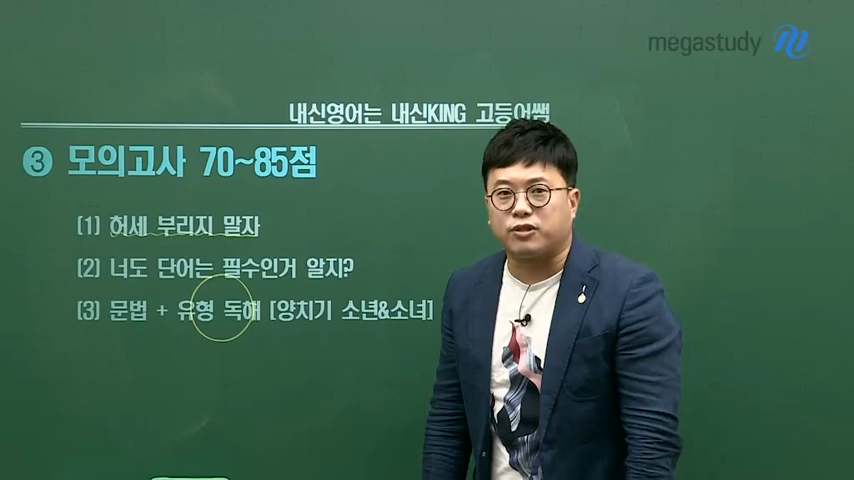 megastudy
내신영어는 내신KING 고등어쌤
❸ 모의고사 70~85점
(1) 허세 부리지 말자
(2) 너도 단어는 필수인거 알지?
(3) 문법 + 유형 독해 [양치기 소년&소녀]